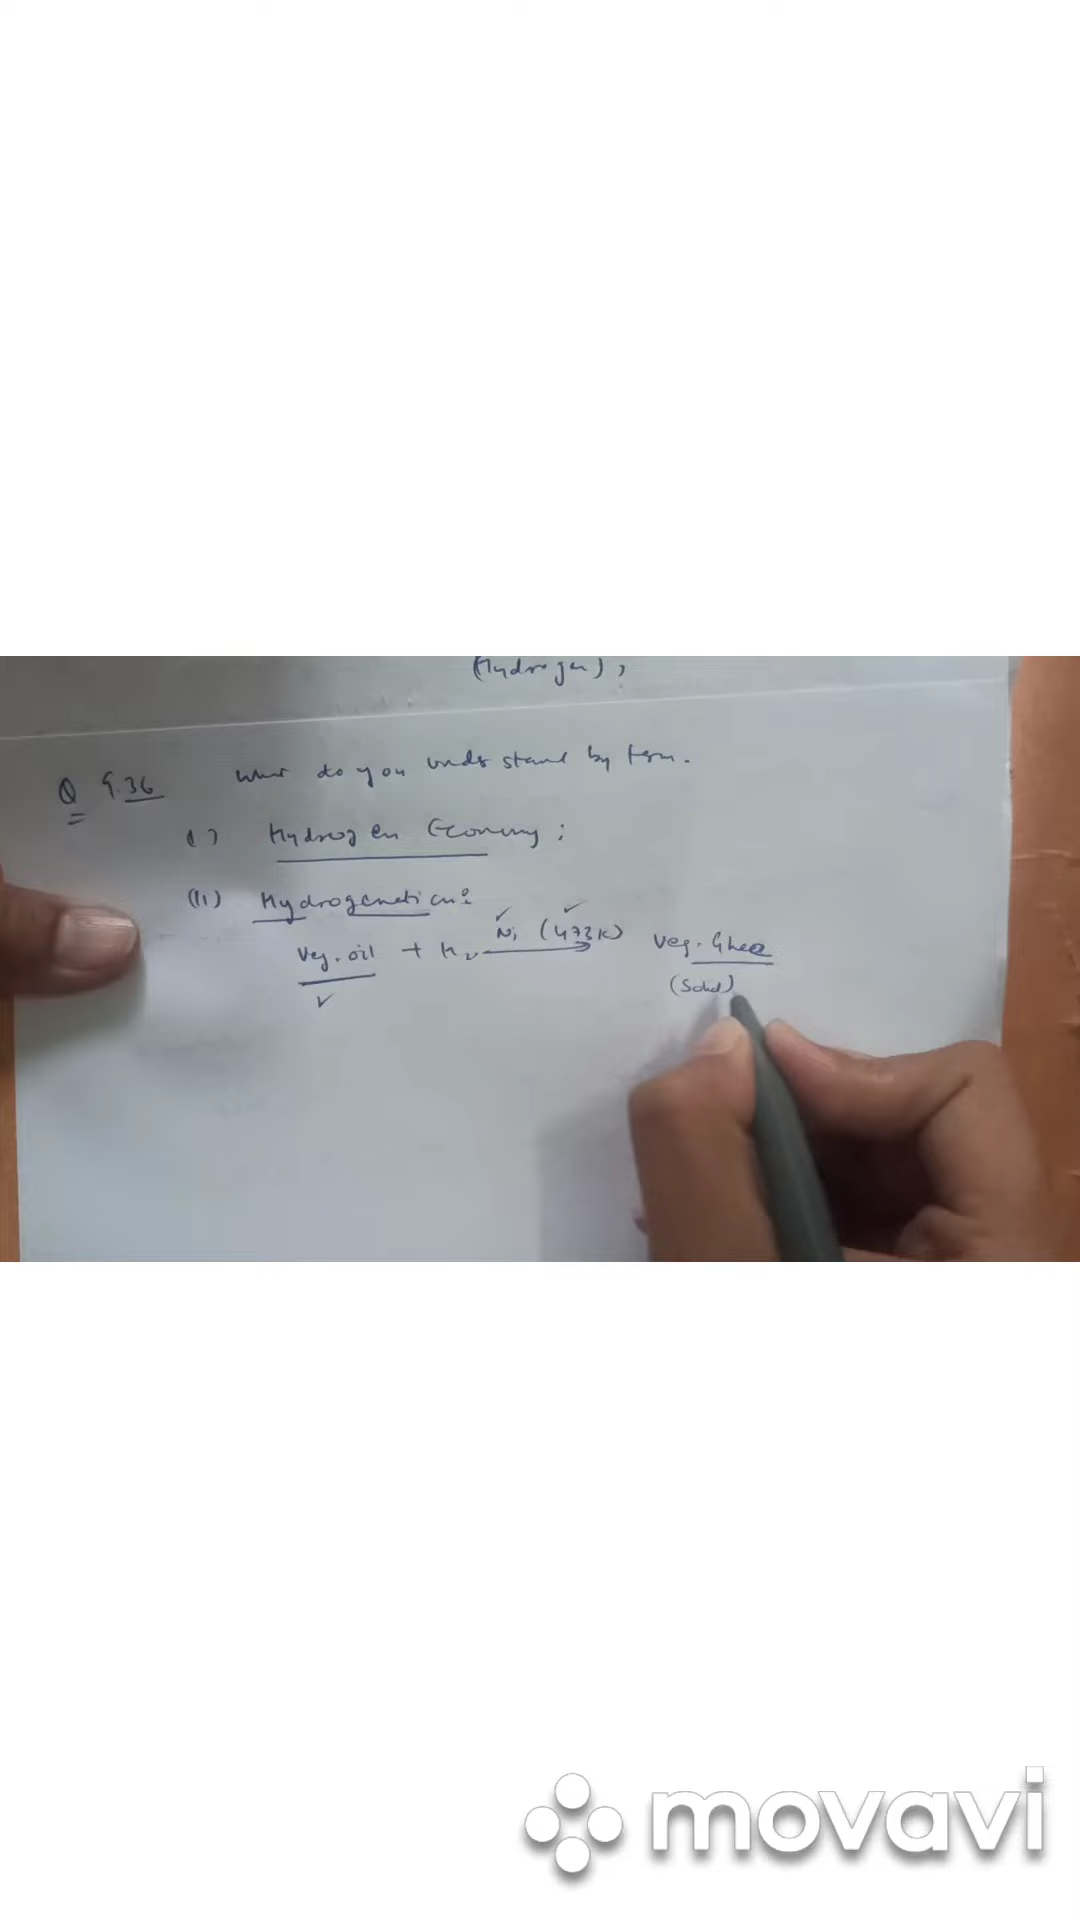 (Hydrogen),
Q 9.36 What do you understand by term.
(i) Hydrogen Economy:
(ii) Hydrogenation:
Veg. oil + H₂ Ni (473K) Veg. Ghee
(Solid)
movavi